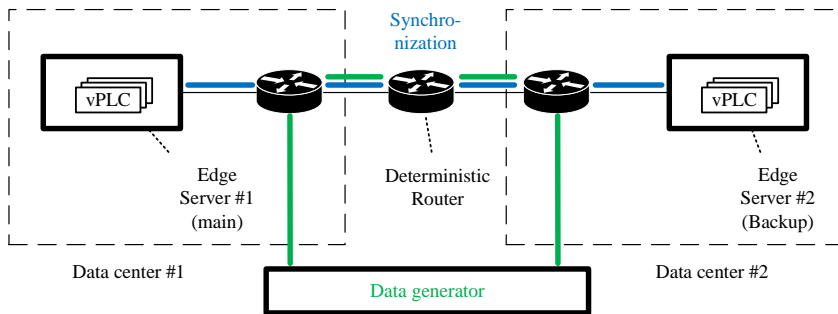 Synchro-
nization
vPLC
vPLC
Edge
Server #1
(main)
Deterministic
Router
Edge
Server #2
(Backup)
Data center #1
Data center #2
Data generator